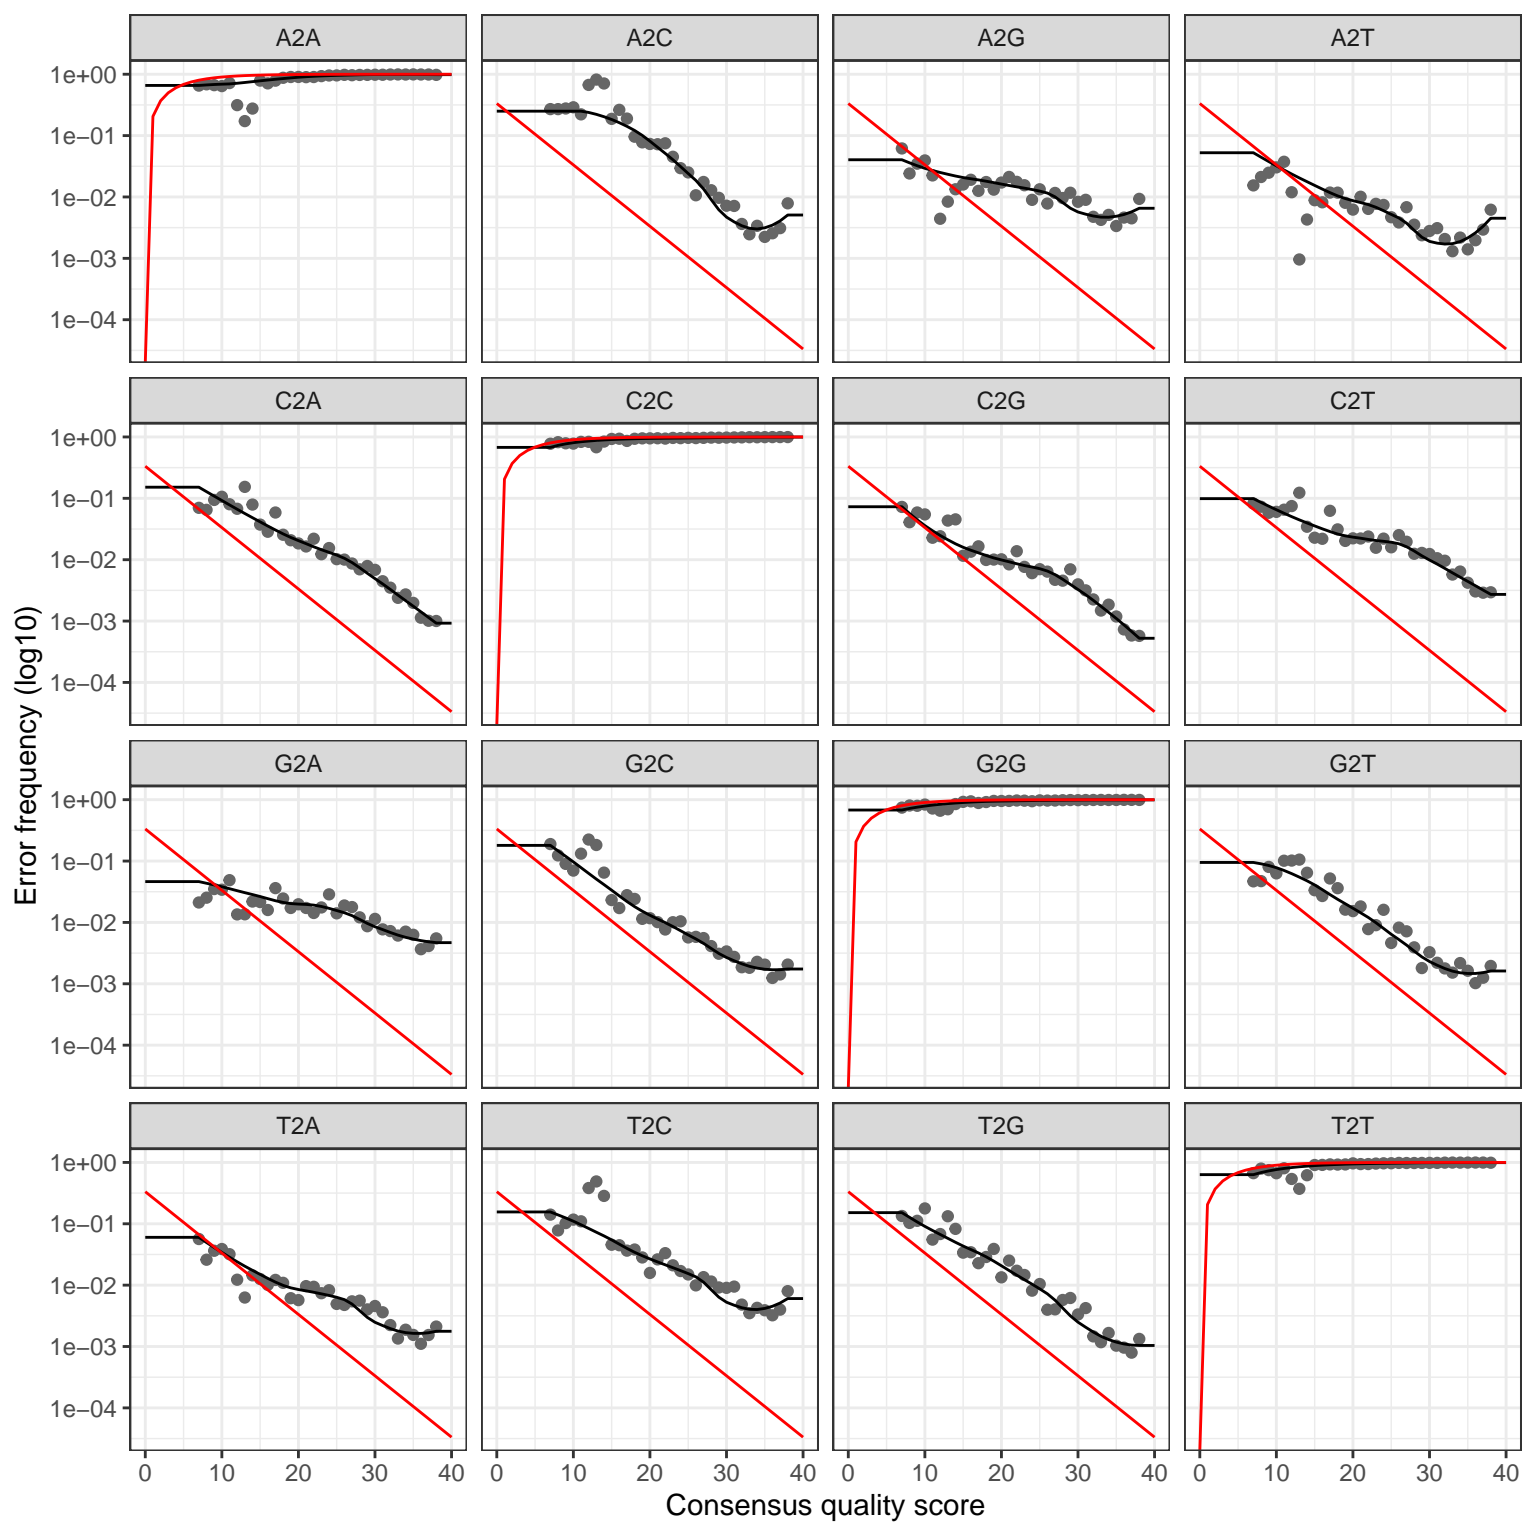 A2A A2C A2G A2T
1e+00
1e−01
1e−02
1e−03
1e−04
C2A C2C C2G C2T
1e+00
1e−01
1e−02
1e−03
1e−04
Error frequency (log10)
G2A G2C G2G G2T
1e+00
1e−01
1e−02
1e−03
1e−04
T2A T2C T2G T2T
1e+00
1e−01
1e−02
1e−03
1e−04
0 10 20 30 40 0 10 20 30 40 0 10 20 30 40 0 10 20 30 40
Consensus quality score